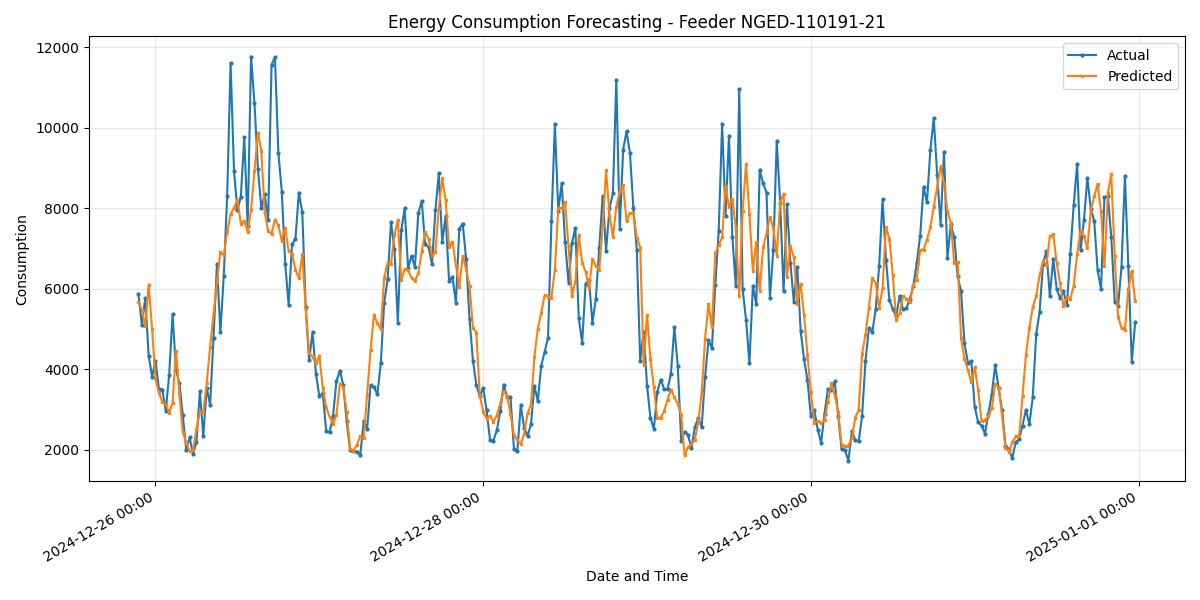 Energy Consumption Forecasting - Feeder NGED-110191-21
Actual
Predicted
12000
10000
8000
6000
4000
2000
Consumption
2024-12-26 00:00
2024-12-28 00:00
2024-12-30 00:00
2025-01-01 00:00
Date and Time